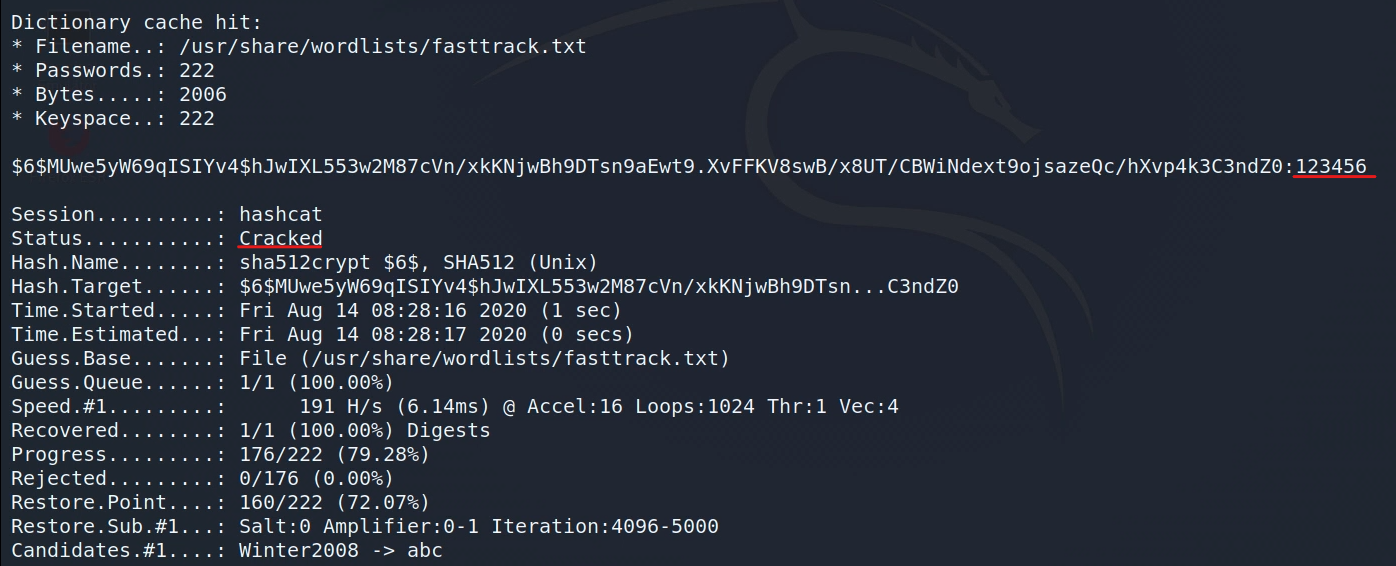 Dictionary cache hit:
* Filename..: /usr/share/wordlists/fasttrack.txt
* Passwords.: 222
* Bytes.....: 2006
* Keyspace..: 222
$6$MUwe5yW69qISIYv4$hJwIXL553w2M87cVn/xkKNjwBh9DTsn9aEwt9.XvFFKV8swB/x8UT/CBWiNdext9ojsazeQc/hXvp4k3C3ndZ0:123456
Session..........: hashcat
Status...........: Cracked
Hash.Name........: sha512crypt $6$, SHA512 (Unix)
Hash.Target......: $6$MUwe5yW69qISIYv4$hJwIXL553w2M87cVn/xkKNjwBh9DTsn...C3ndZ0
Time.Started.....: Fri Aug 14 08:28:16 2020 (1 sec)
Time.Estimated...: Fri Aug 14 08:28:17 2020 (0 secs)
Guess.Base.......: File (/usr/share/wordlists/fasttrack.txt)
Guess.Queue......: 1/1 (100.00%)
Speed.#1.........:      191 H/s (6.14ms) @ Accel:16 Loops:1024 Thr:1 Vec:4
Recovered........: 1/1 (100.00%) Digests
Progress.........: 176/222 (79.28%)
Rejected.........: 0/176 (0.00%)
Restore.Point....: 160/222 (72.07%)
Restore.Sub.#1...: Salt:0 Amplifier:0-1 Iteration:4096-5000
Candidates.#1....: Winter2008 -> abc